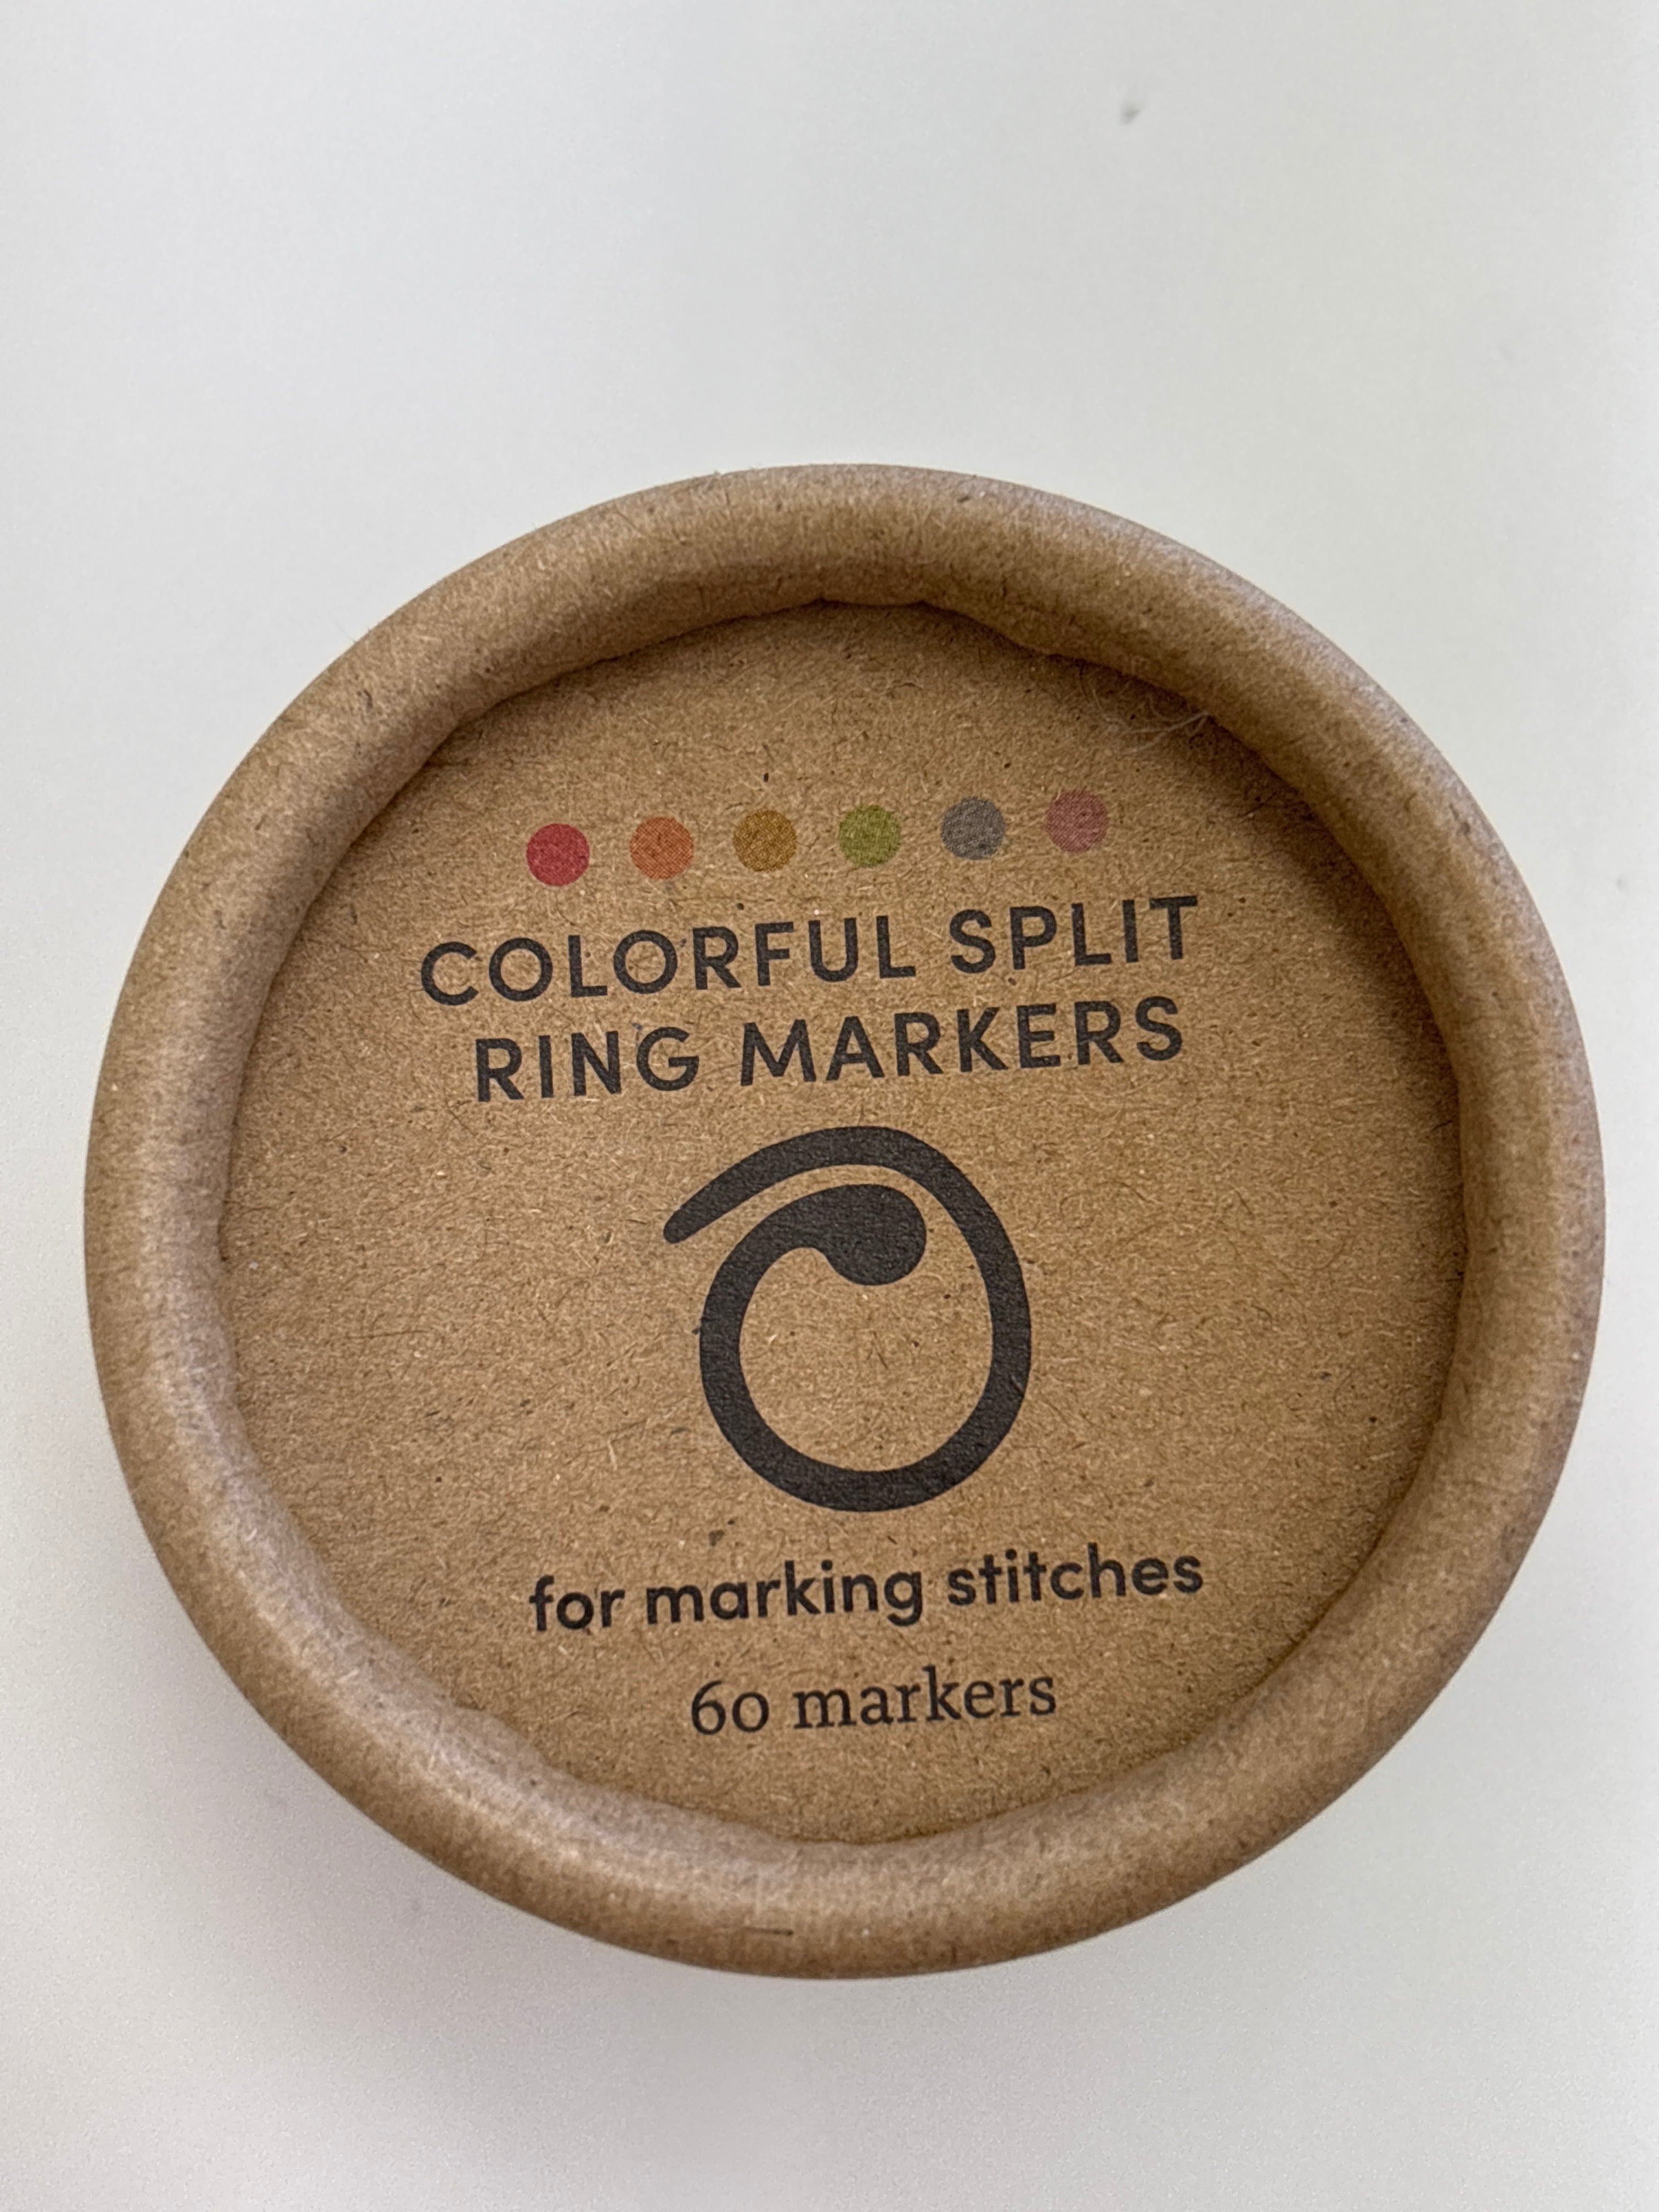 COLORFUL SPLIT
RING MARKERS
for marking stitches
60 markers